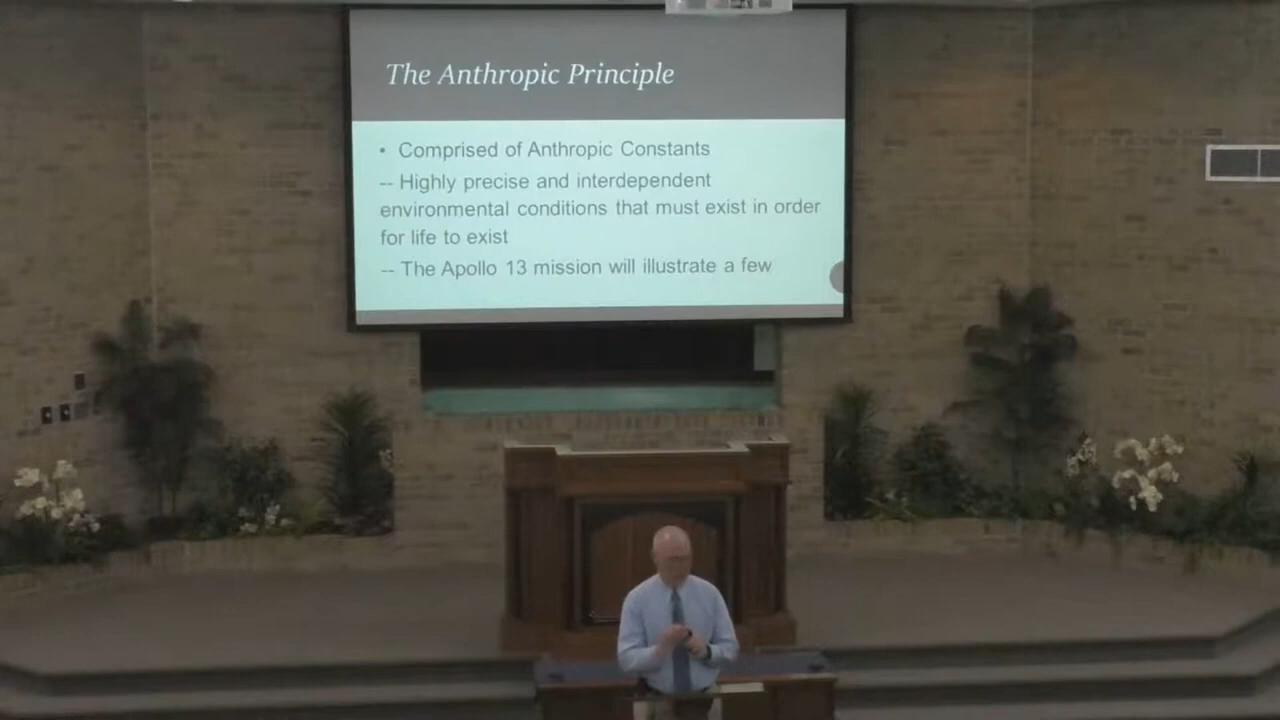 The Anthropic Principle
• Comprised of Anthropic Constants
-- Highly precise and interdependent
environmental conditions that must exist in order
for life to exist
-- The Apollo 13 mission will illustrate a few